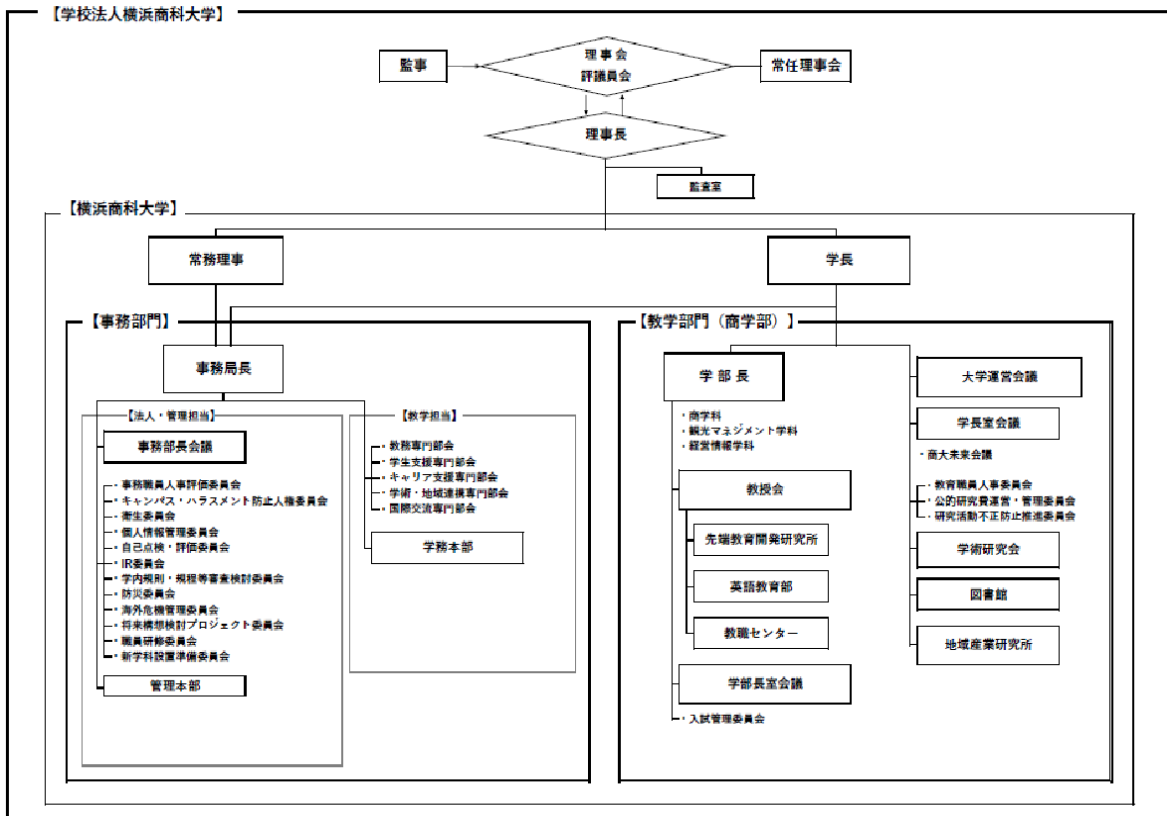 【学校法人横浜商科大学】
監事
理事会
評議員会
常任理事会
理事長
監査室
【横浜商科大学】
常務理事
学長
【事務部門】
事務局長
【法人・管理担当】
事務部長会議
・事務職員人事評価委員会
・キャンパス・ハラスメント防止人権委員会
・衛生委員会
・個人情報管理委員会
・自己点検・評価委員会
・IR委員会
・学内規則・規程等審査検討委員会
・防災委員会
・海外危機管理委員会
・将来構想検討プロジェクト委員会
・職員研修委員会
・新学科設置準備委員会
管理本部
【教学担当】
・教務専門部会
・学生支援専門部会
・キャリア支援専門部会
・学術・地域連携専門部会
・国際交流専門部会
学務本部
【教学部門（商学部）】
学部長
・商学科
・観光マネジメント学科
・経営情報学科
教授会
先端教育開発研究所
英語教育部
教職センター
学部長室会議
・入試管理委員会
大学運営会議
学長室会議
・商大未来会議
・教育職員人事委員会
・公的研究費運営・管理委員会
・研究活動不正防止推進委員会
学術研究会
図書館
地域産業研究所